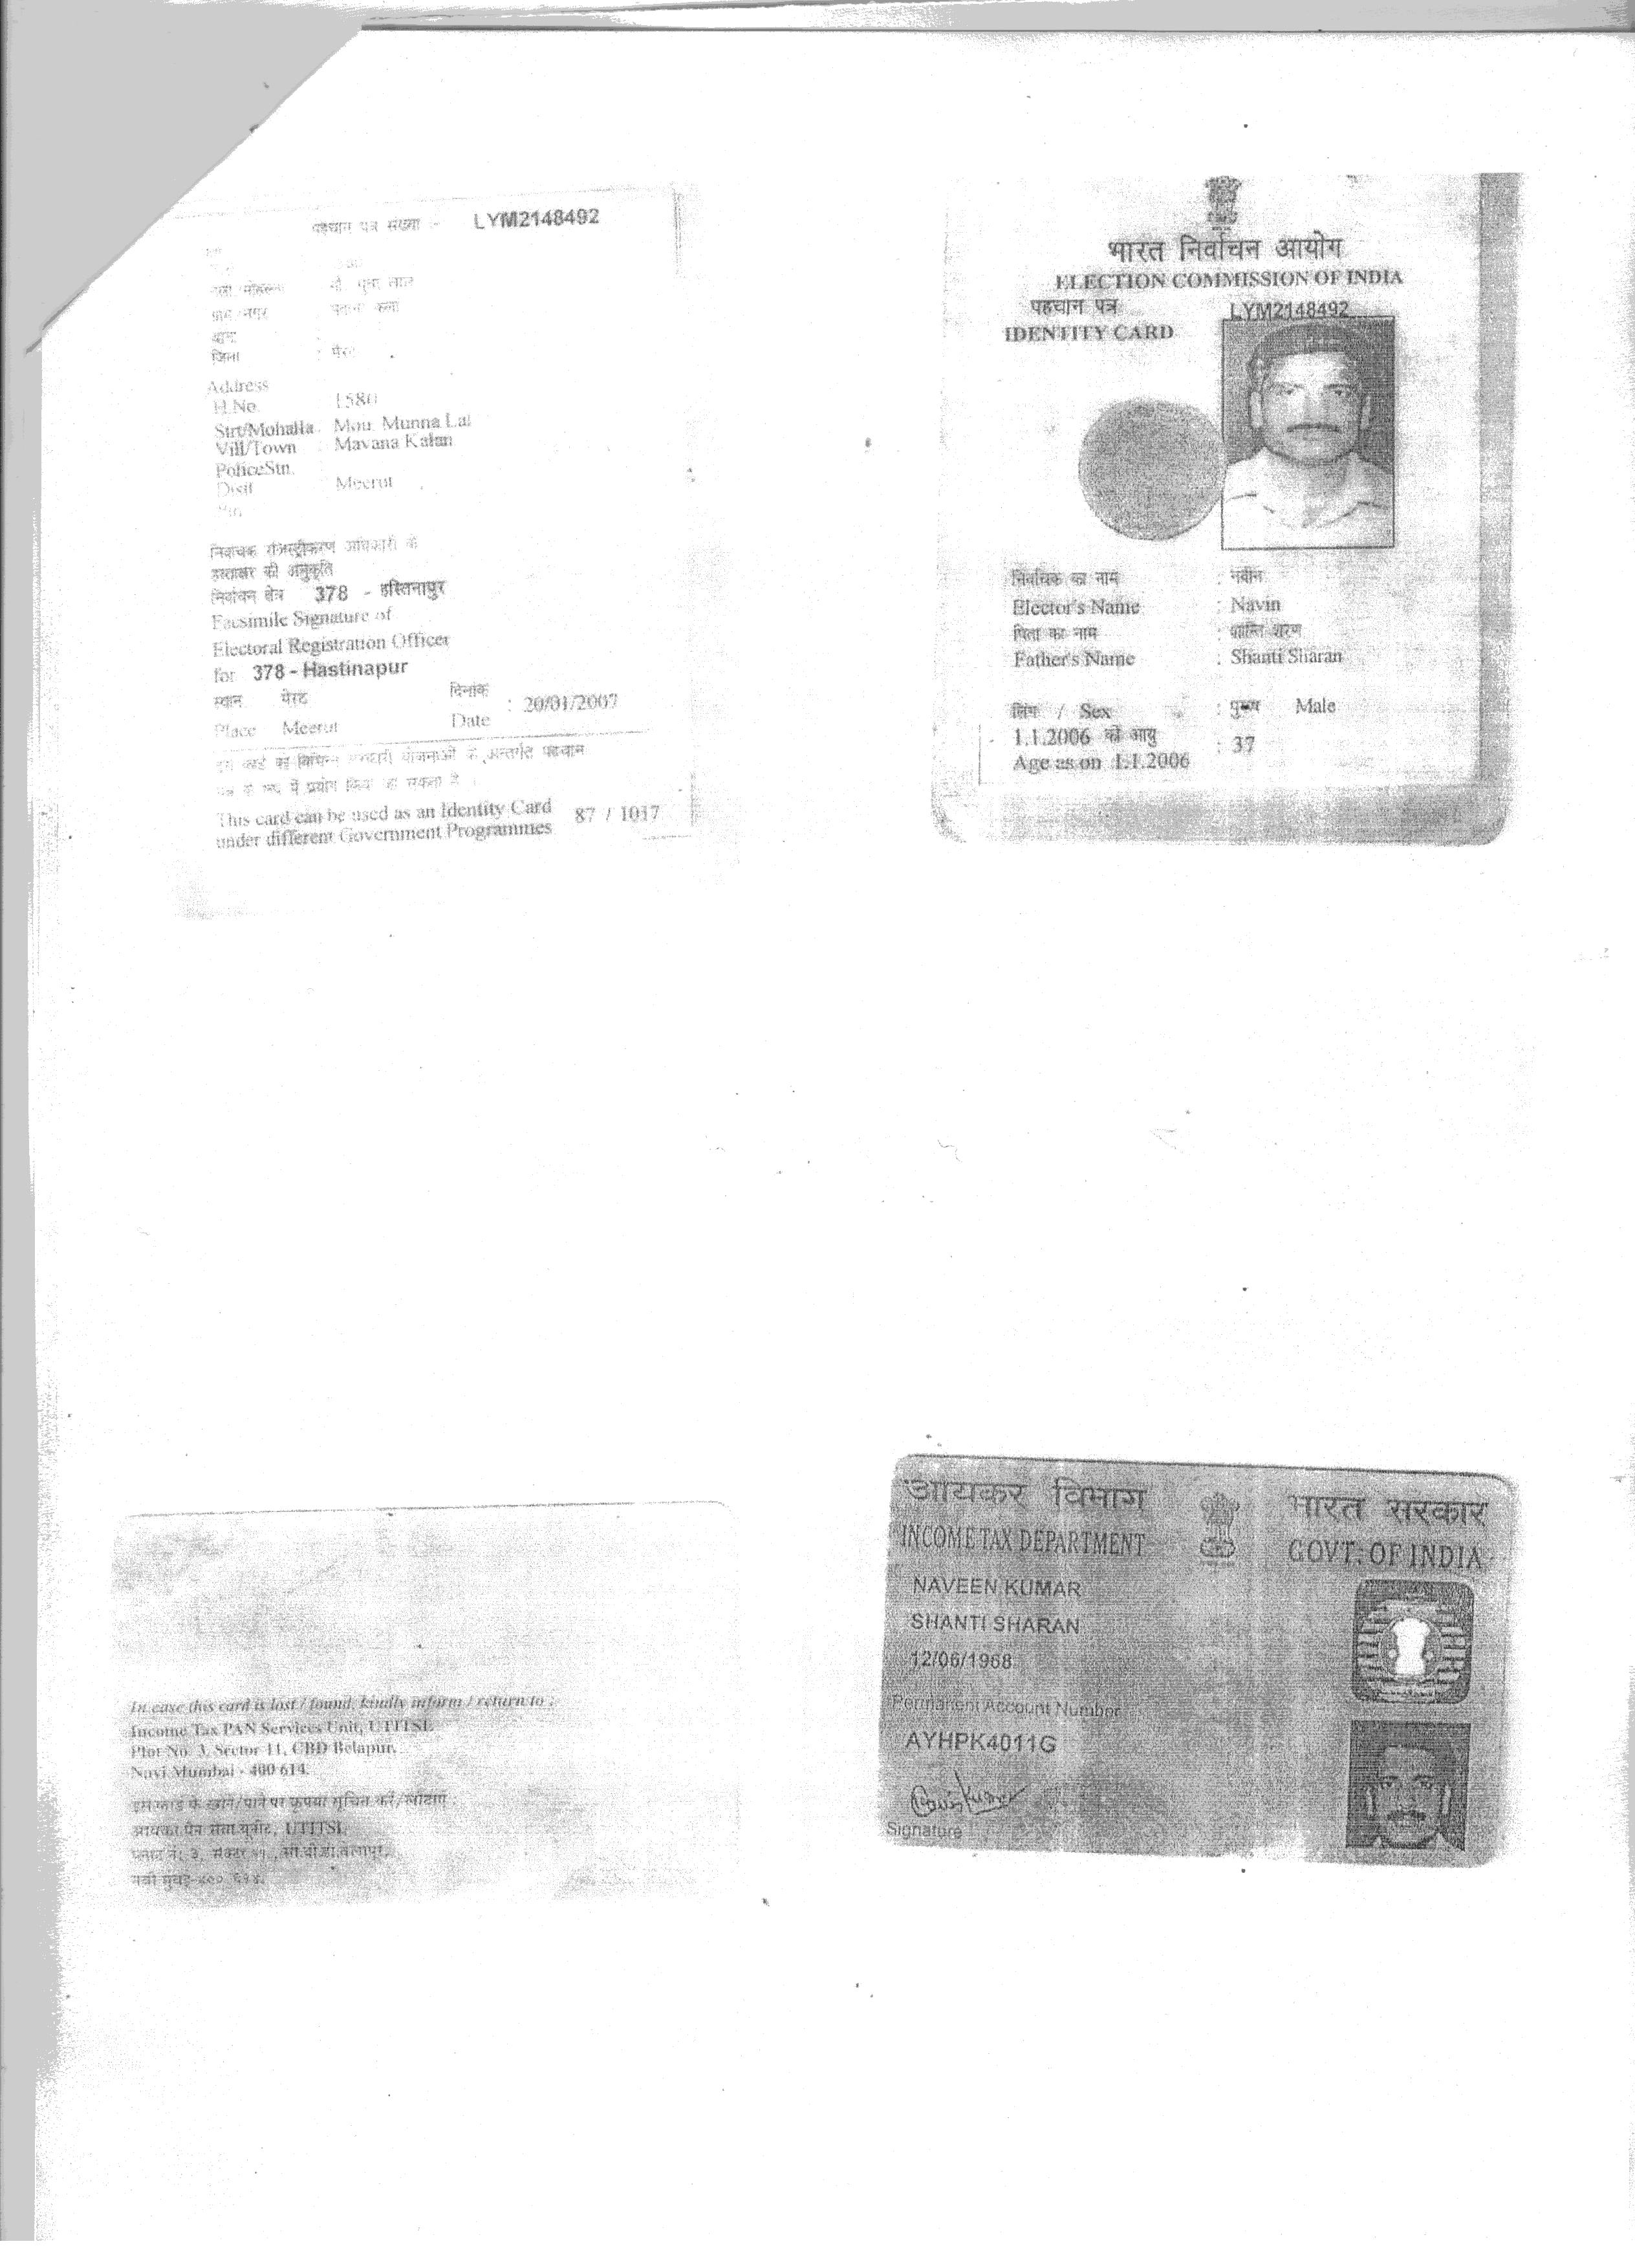 पहचान पत्र संख्या :- LYM2148492
गली/मोहल्ला
ग्राम/नगर
थाना
जिला : मेरठ
Address
H.No. 1580
Strt/Mohalla : Mou. Munna Lal
Vill/Town : Mavana Kalan
PoliceStn.
Distt Meerut
Pin
निर्वाचक रजिस्ट्रीकरण अधिकारी के
हस्ताक्षर की अनुकृति
निर्वाचन क्षेत्र 378 - हस्तिनापुर
Facsimile Signature of
Electoral Registration Officer
for 378 - Hastinapur
स्थान मेरठ दिनांक
Place Meerut Date : 20/01/2007
इस कार्ड का विभिन्न सरकारी योजनाओं के अन्तर्गत पहचान
पत्र के रूप में प्रयोग किया जा सकता है
This card can be used as an Identity Card
under different Government Programmes 87 / 1017
भारत निर्वाचन आयोग
ELECTION COMMISSION OF INDIA
पहचान पत्र LYM2148492
IDENTITY CARD
निर्वाचक का नाम : नवीन
Elector's Name : Navin
पिता का नाम : शान्ति शरण
Father's Name : Shanti Sharan
लिंग / Sex : पुरूष Male
1.1.2006 को आयु : 37
Age as on 1.1.2006
In case this card is lost / found, kindly inform / return to :
Income Tax PAN Services Unit, UTITSL
Plot No. 3, Sector 11, CBD Belapur,
Navi Mumbai - 400 614.
इस कार्ड के खोने/पाने पर कृपया सूचित करें/लौटाएं :
आयकर पैन सेवा यूनीट, UTITSL
प्लाट नं: ३, सेक्टर ११, सी.बी.डी.बेलापूर,
नवी मुंबई-४०० ६१४.
आयकर विभाग भारत सरकार
INCOME TAX DEPARTMENT GOVT. OF INDIA
NAVEEN KUMAR
SHANTI SHARAN
12/06/1968
Permanent Account Number
AYHPK4011G
Signature